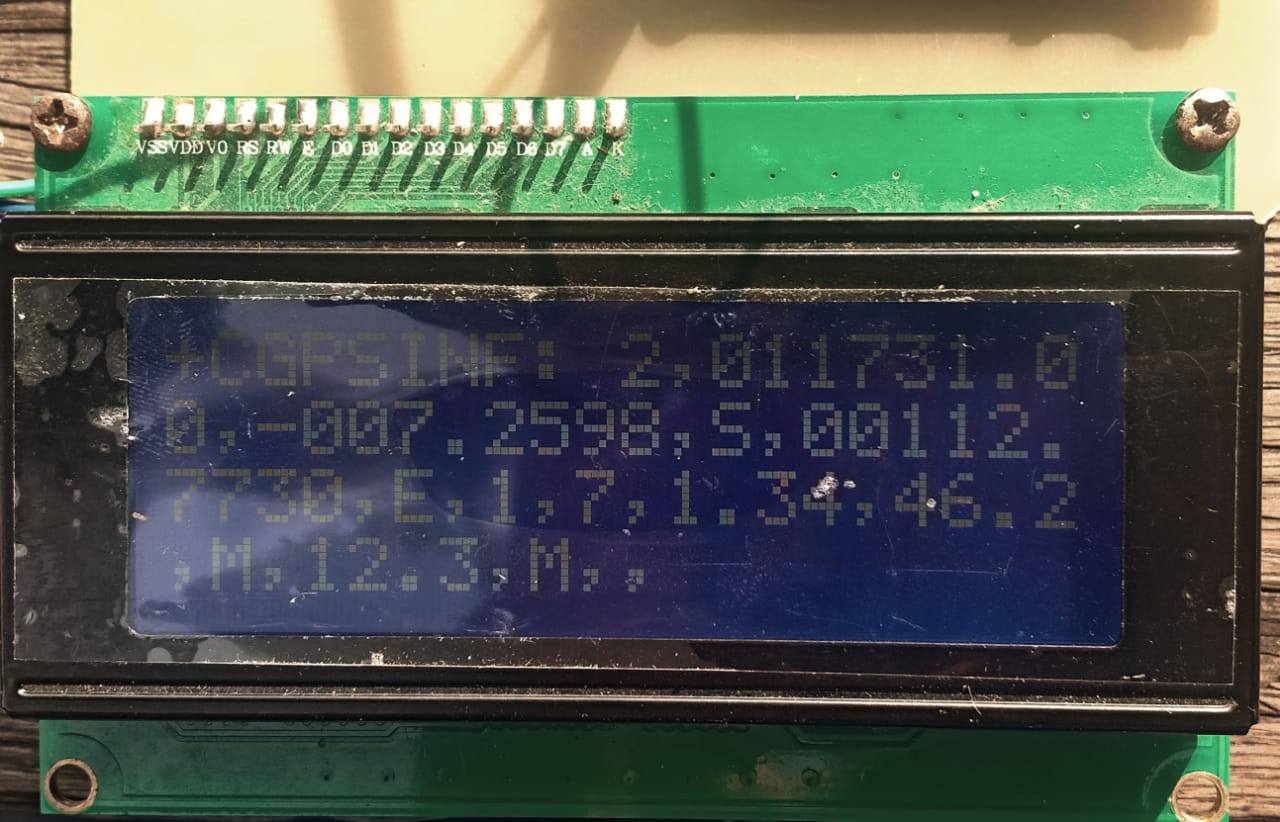 VSS VDD VO RS RW E D0 D1 D2 D3 D4 D5 D6 D7 A K
+CGPSINF: 2,011731.0
0,-007.2598,S,00112.
7730,E,1,7,1.34,46.2
,M,12.3,M,,